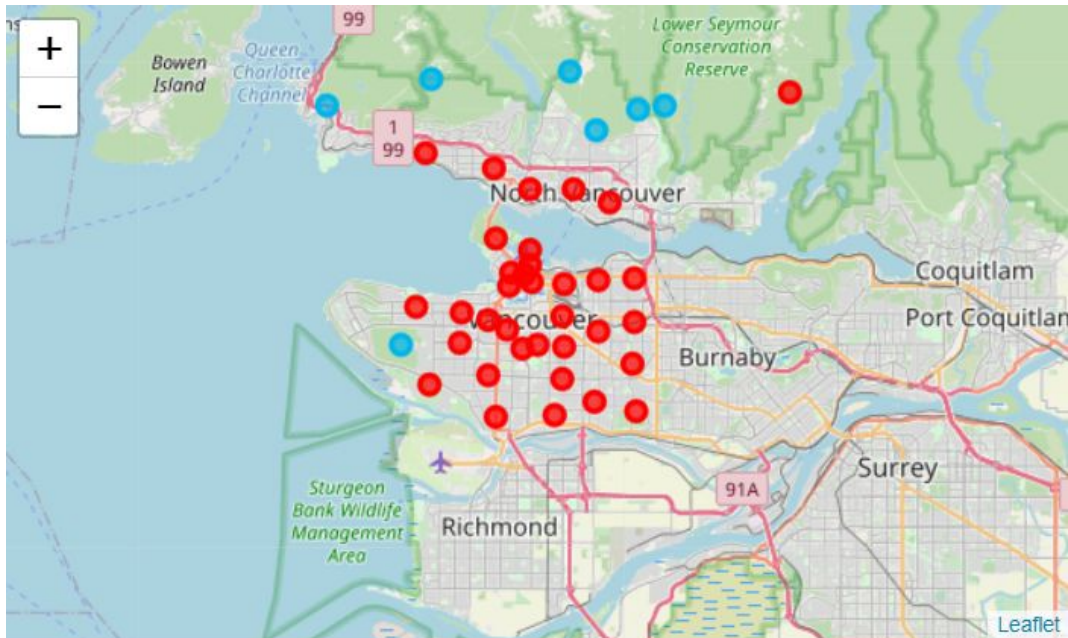 +
−
99
Bowen
Island
Queen
Charlotte
Channel
Lower Seymour
Conservation
Reserve
1
99
North Vancouver
Coquitlam
Vancouver
Port Coquitlan
Burnaby
Surrey
91A
Sturgeon
Bank Wildlife
Management
Area
Richmond
Leaflet